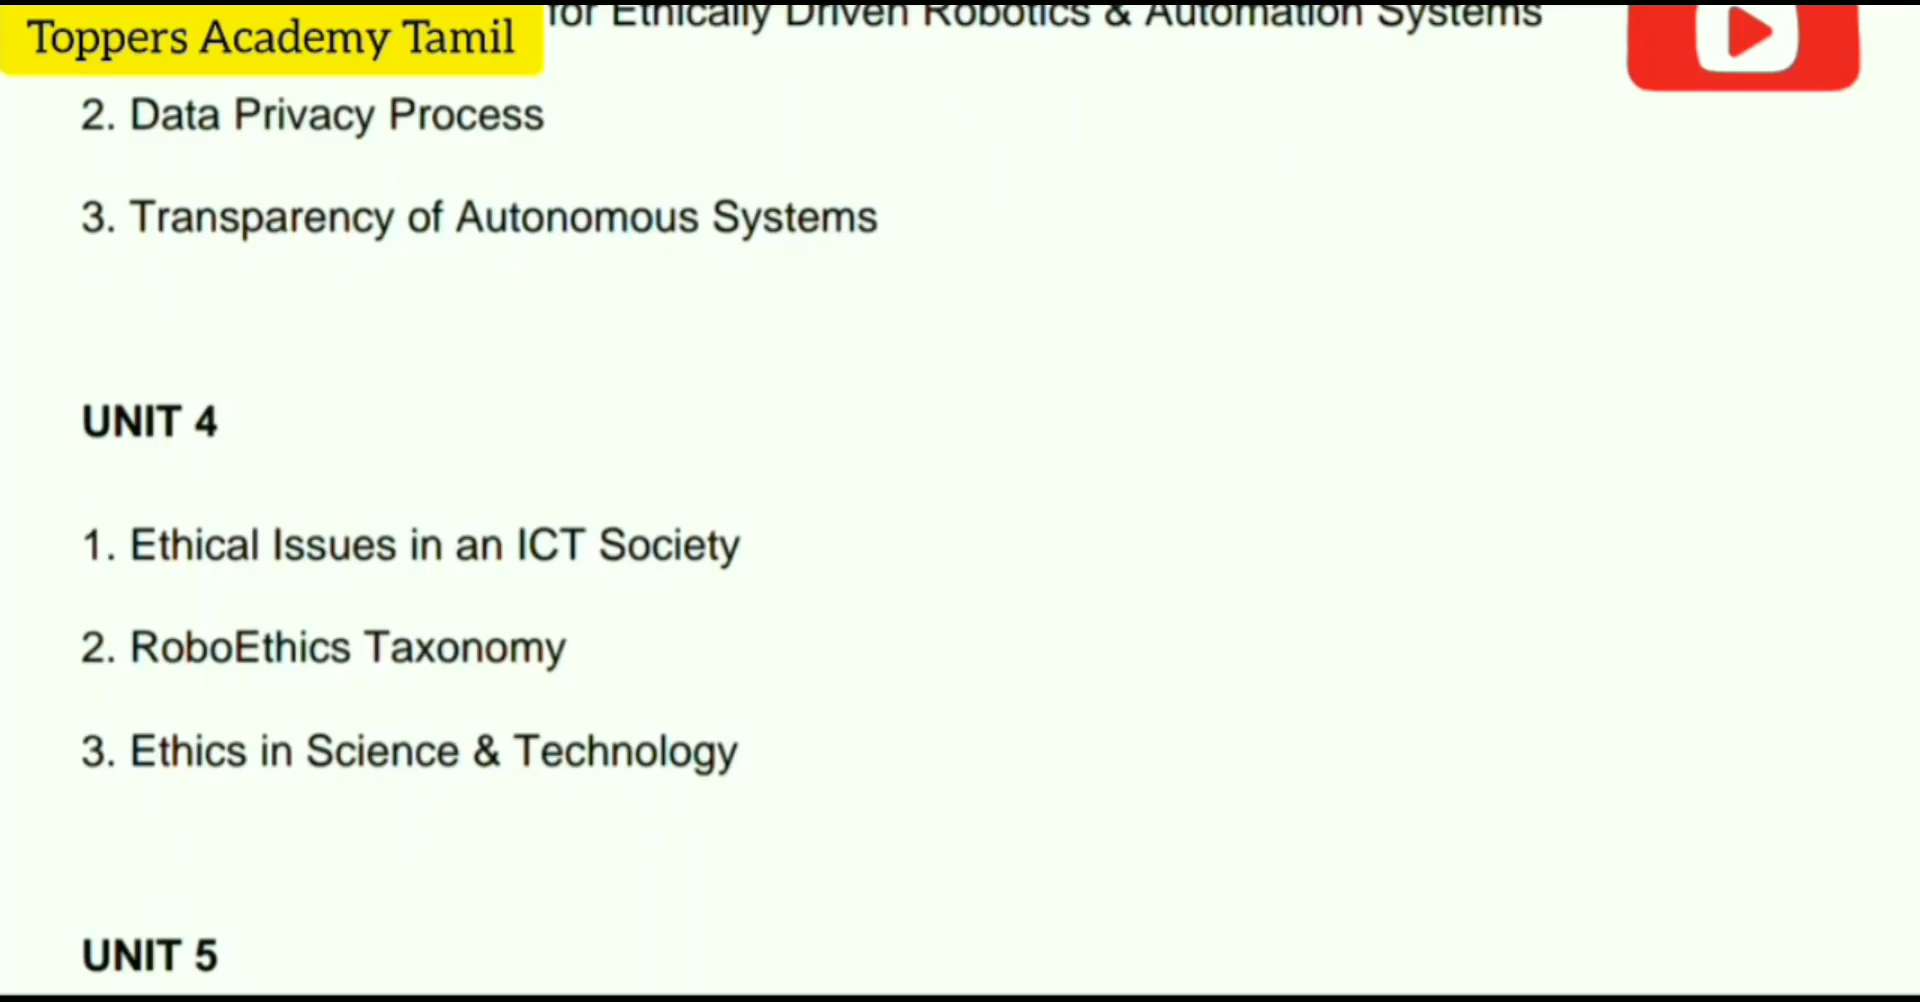 Toppers Academy Tamil
for Ethically Driven Robotics & Automation Systems
2. Data Privacy Process
3. Transparency of Autonomous Systems
UNIT 4
1. Ethical Issues in an ICT Society
2. RoboEthics Taxonomy
3. Ethics in Science & Technology
UNIT 5